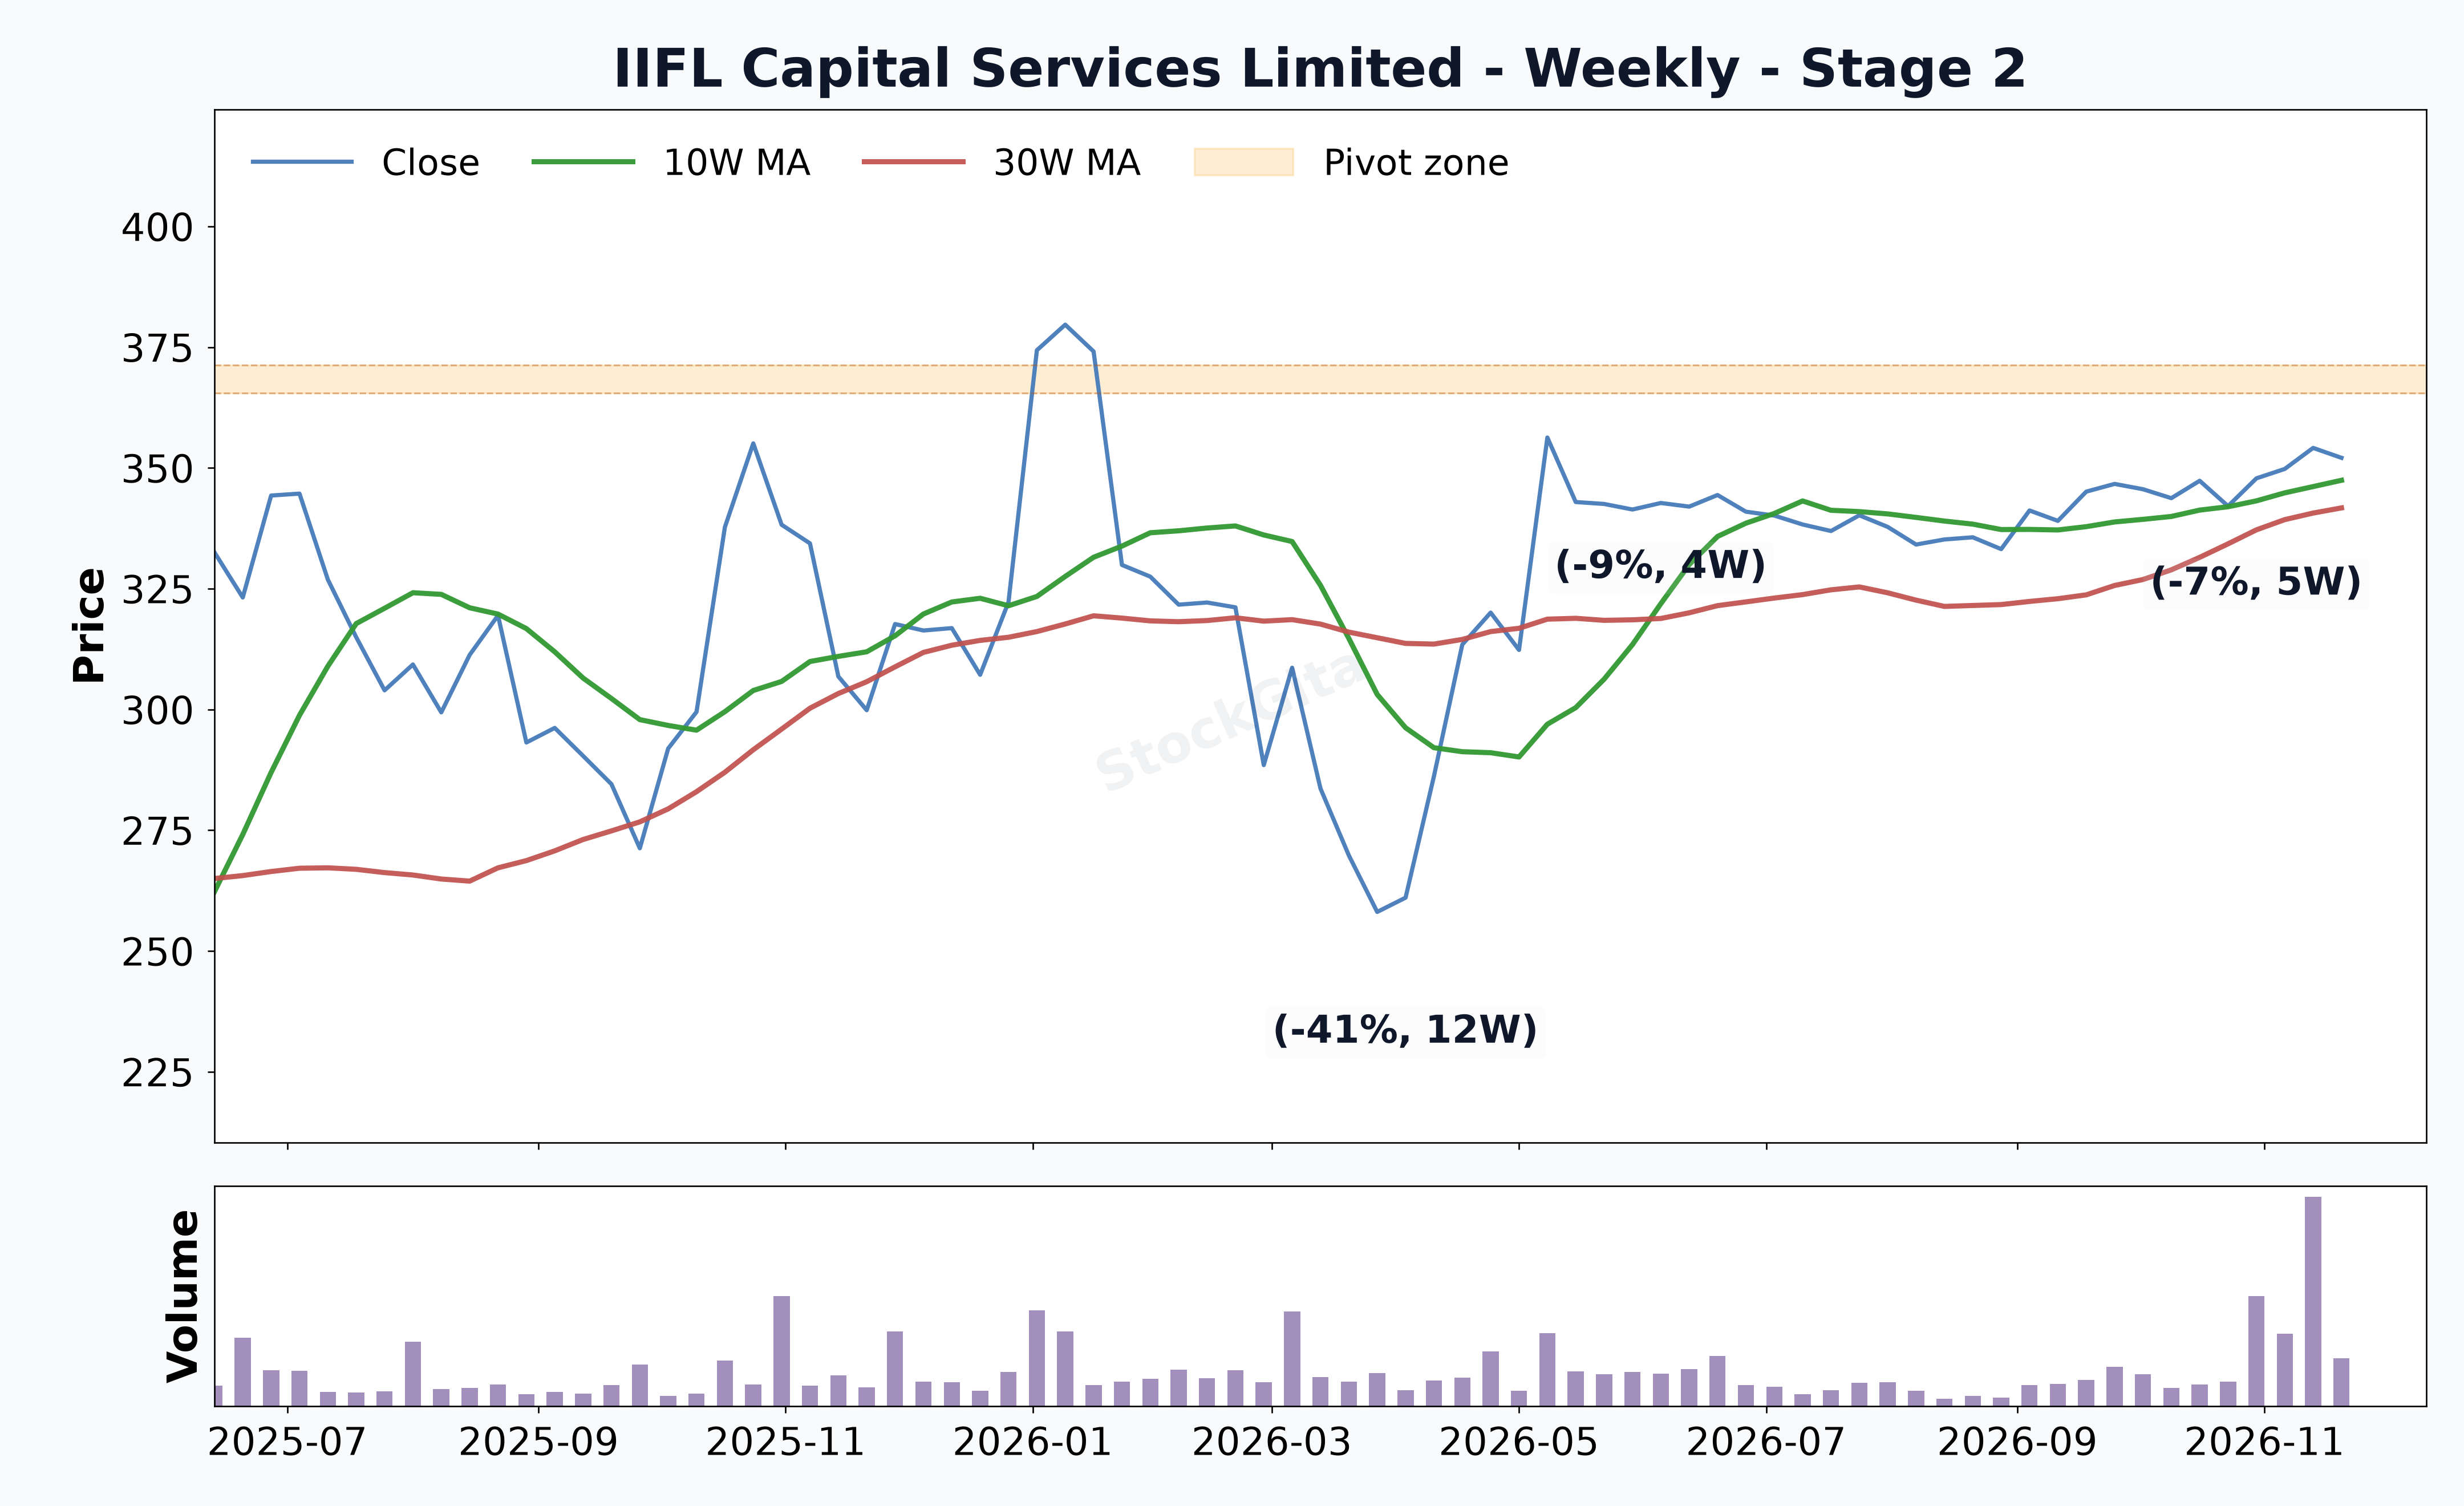 IIFL Capital Services Limited - Weekly - Stage 2
Close 10W MA 30W MA Pivot zone
400
375
350
325
300
275
250
225
Price
(-9%, 4W)
(-7%, 5W)
(-41%, 12W)
StockGita
Volume
2025-07 2025-09 2025-11 2026-01 2026-03 2026-05 2026-07 2026-09 2026-11